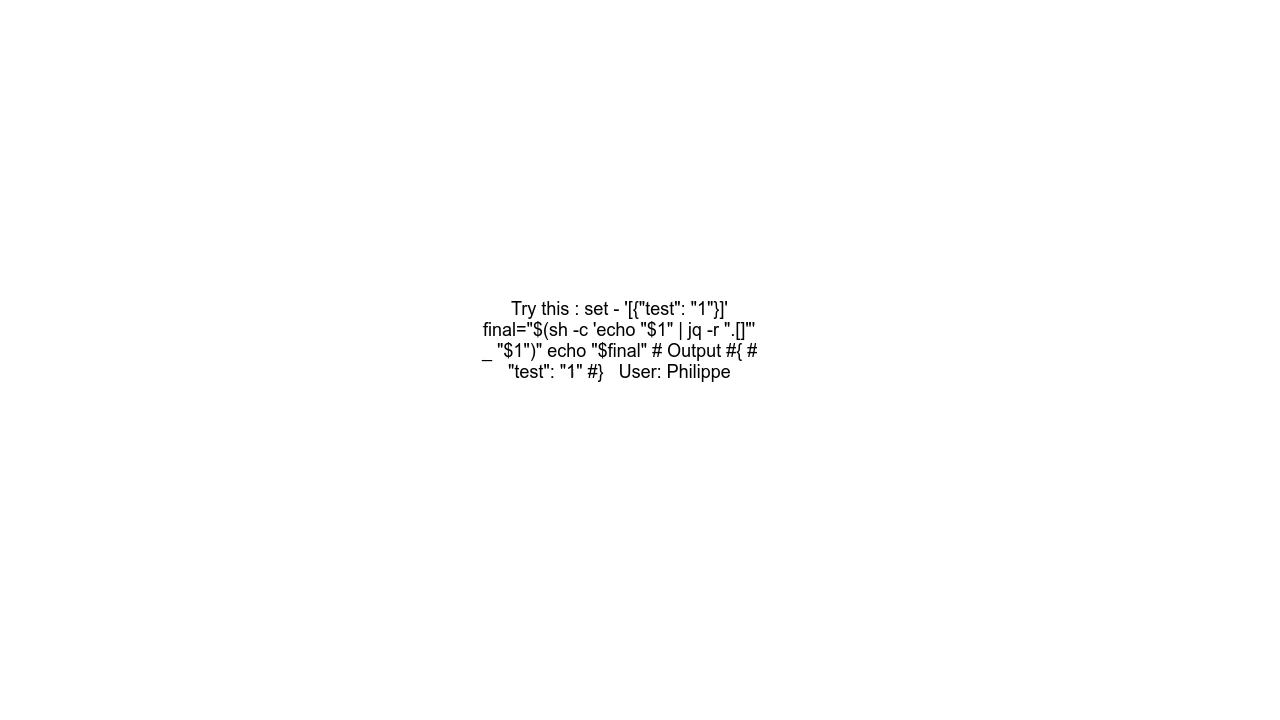 Try this : set - '[{"test": "1"}]'
final="$(sh -c 'echo "$1" | jq -r ".[]"'
_ "$1")" echo "$final" # Output #{ #
"test": "1" #}   User: Philippe